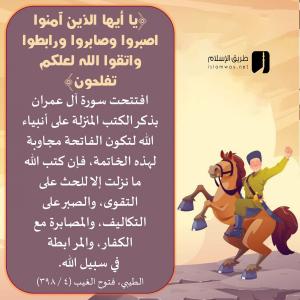 ﴿يا أيها الذين آمنوا
اصبروا وصابروا ورابطوا
واتقوا الله لعلكم
تفلحون﴾
افتتحت سورة آل عمران
بذكر الكتب المنزلة على أنبياء
الله لتكون الفاتحة مجاوبة
لهذه الخاتمة، فإن كتب الله
ما نزلت إلا للحث على
التقوى، والصبر على
التكاليف، والمصابرة مع
الكفار، والمرابطة
في سبيل الله.
الطيبي، فتوح الغيب (٤ / ٣٩٨)
طريق الإسلام
islamway.net